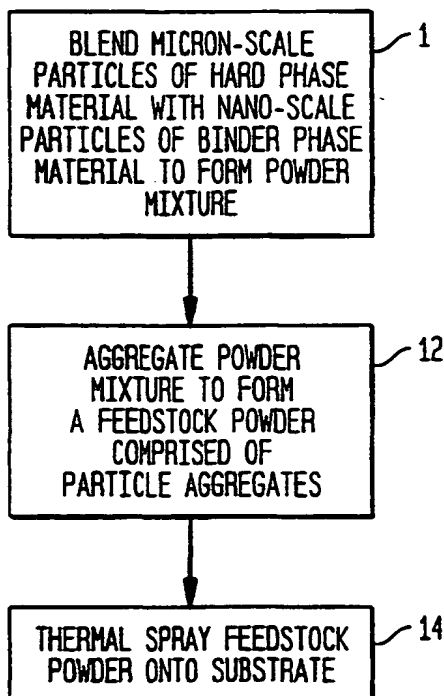 BLEND MICRON-SCALE
PARTICLES OF HARD PHASE
MATERIAL WITH NANO-SCALE
PARTICLES OF BINDER PHASE
MATERIAL TO FORM POWDER
MIXTURE
1
AGGREGATE POWDER
MIXTURE TO FORM
A FEEDSTOCK POWDER
COMPRISED OF
PARTICLE AGGREGATES
12
THERMAL SPRAY FEEDSTOCK
POWDER ONTO SUBSTRATE
14